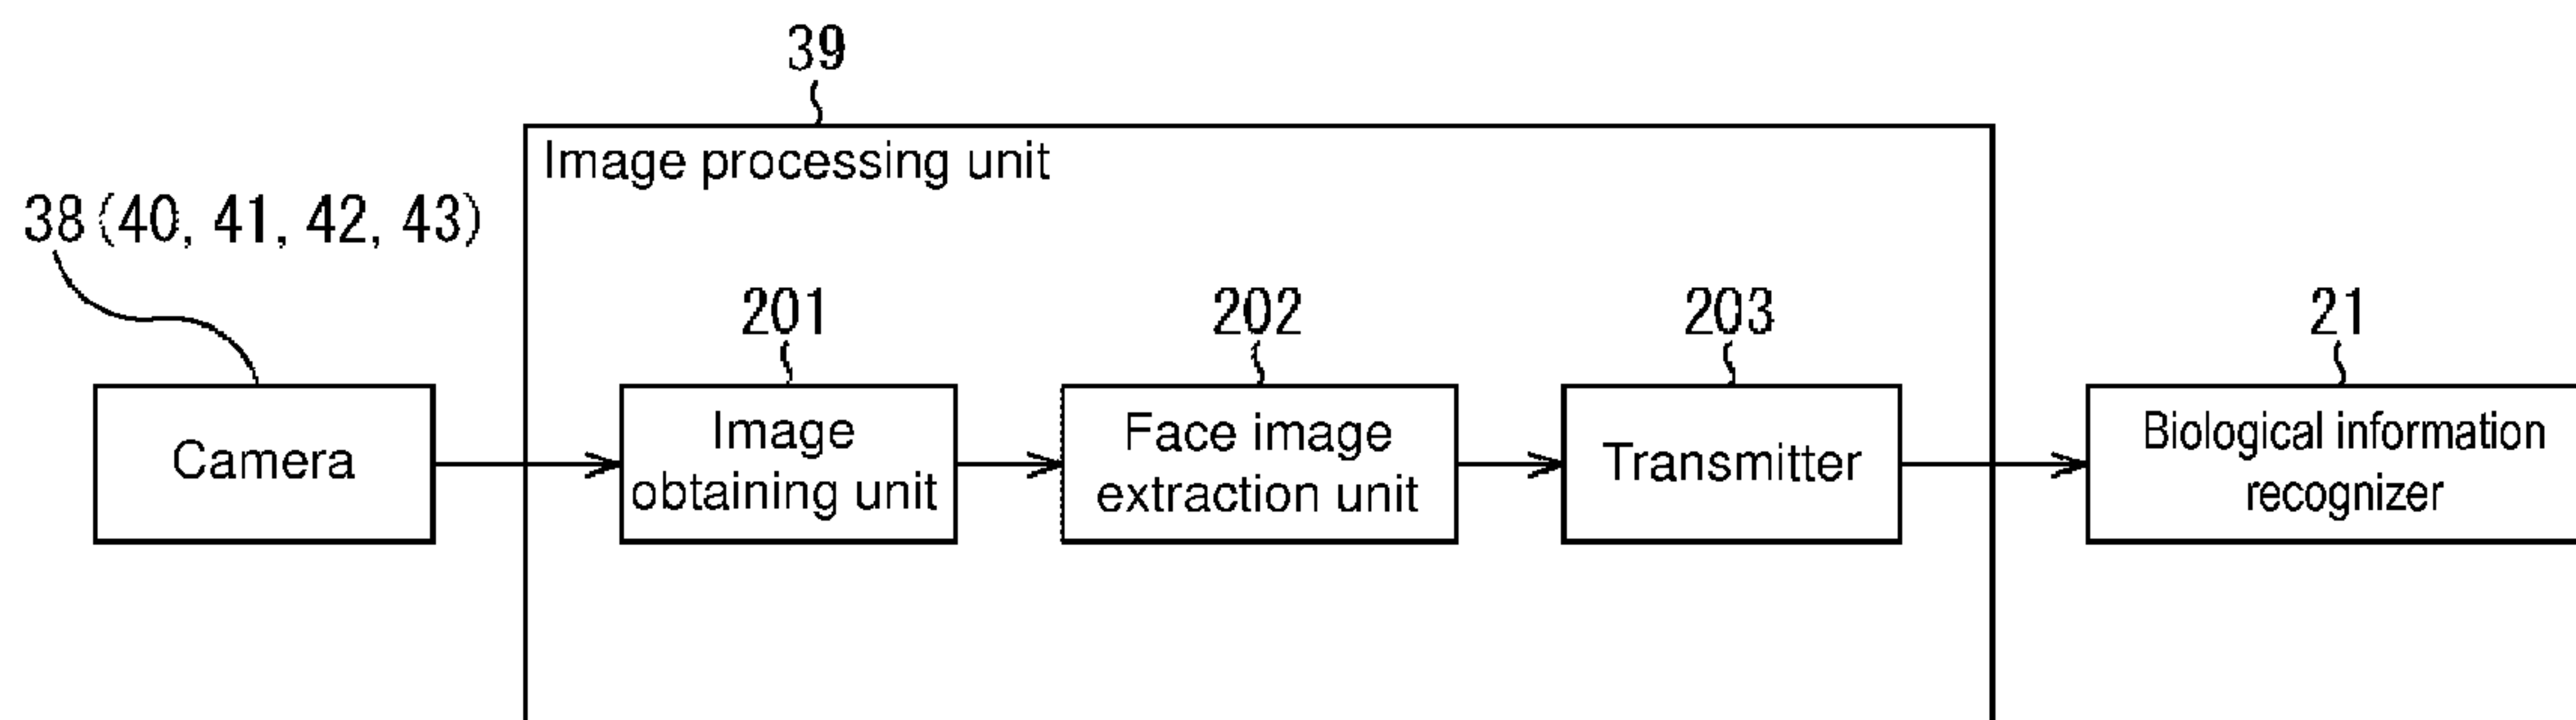 39
Image processing unit
38 (40, 41, 42, 43)
201
202
203
21
Camera
Image
obtaining unit
Face image
extraction unit
Transmitter
Biological information
recognizer